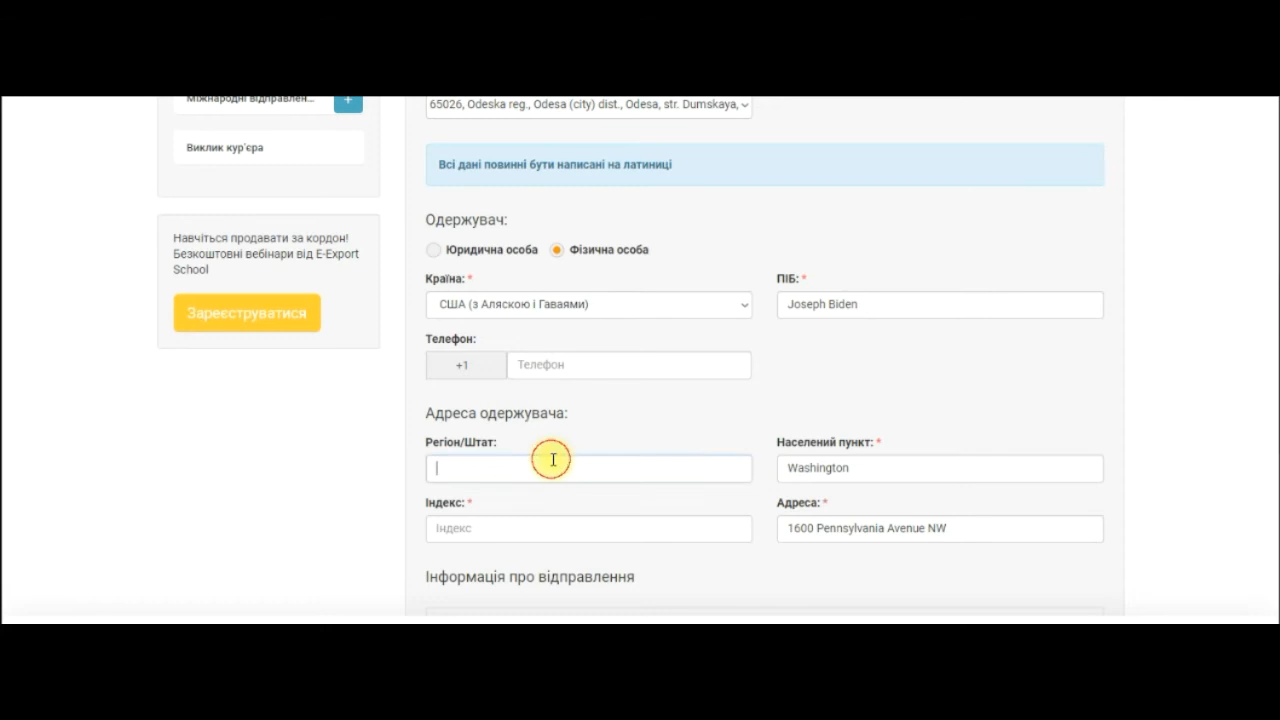 Міжнародні відправлен...
+
Виклик кур'єра
Навчіться продавати за кордон!
Безкоштовні вебінари від E-Export
School
Зареєструватися
65026, Odeska reg., Odesa (city) dist., Odesa, str. Dumskaya,
Всі дані повинні бути написані на латиниці
Одержувач:
Юридична особа Фізична особа
Країна: * ПІБ: *
США (з Аляскою і Гаваями) Joseph Biden
Телефон:
+1 Телефон
Адреса одержувача:
Регіон/Штат: Населений пункт: *
Washington
Індекс: * Адреса: *
Індекс 1600 Pennsylvania Avenue NW
Інформація про відправлення